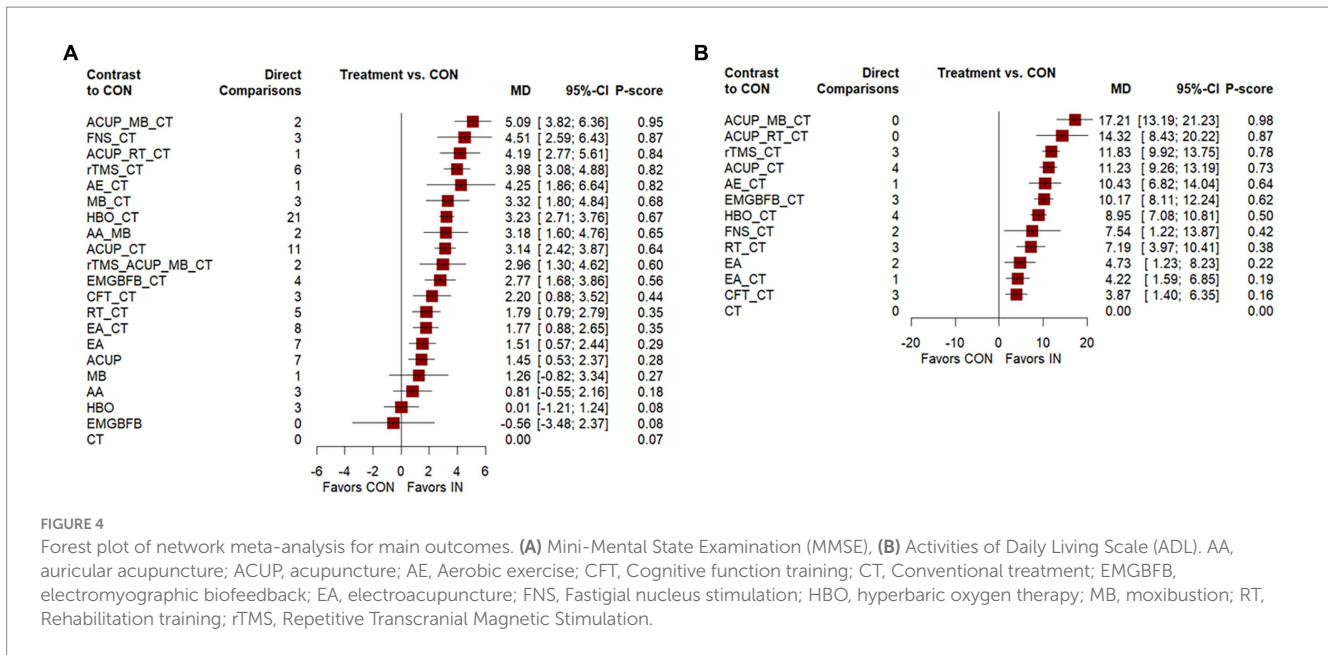 A
Contrast to CON Direct Comparisons Treatment vs. CON MD 95%-CI P-score
ACUP_MB_CT 2 5.09 [ 3.82; 6.36] 0.95
FNS_CT 3 4.51 [ 2.59; 6.43] 0.87
ACUP_RT_CT 1 4.19 [ 2.77; 5.61] 0.84
rTMS_CT 6 3.98 [ 3.08; 4.88] 0.82
AE_CT 1 4.25 [ 1.86; 6.64] 0.82
MB_CT 3 3.32 [ 1.80; 4.84] 0.68
HBO_CT 21 3.23 [ 2.71; 3.76] 0.67
AA_MB 2 3.18 [ 1.60; 4.76] 0.65
ACUP_CT 11 3.14 [ 2.42; 3.87] 0.64
rTMS_ACUP_MB_CT 2 2.96 [ 1.30; 4.62] 0.60
EMGBFB_CT 4 2.77 [ 1.68; 3.86] 0.56
CFT_CT 3 2.20 [ 0.88; 3.52] 0.44
RT_CT 5 1.79 [ 0.79; 2.79] 0.35
EA_CT 8 1.77 [ 0.88; 2.65] 0.35
EA 7 1.51 [ 0.57; 2.44] 0.29
ACUP 7 1.45 [ 0.53; 2.37] 0.28
MB 1 1.26 [-0.82; 3.34] 0.27
AA 3 0.81 [-0.55; 2.16] 0.18
HBO 3 0.01 [-1.21; 1.24] 0.08
EMGBFB 0 -0.56 [-3.48; 2.37] 0.08
CT 0 0.00 0.07
-6 -4 -2 0 2 4 6
Favors CON Favors IN
B
Contrast to CON Direct Comparisons Treatment vs. CON MD 95%-CI P-score
ACUP_MB_CT 0 17.21 [13.19; 21.23] 0.98
ACUP_RT_CT 0 14.32 [ 8.43; 20.22] 0.87
rTMS_CT 3 11.83 [ 9.92; 13.75] 0.78
ACUP_CT 4 11.23 [ 9.26; 13.19] 0.73
AE_CT 1 10.43 [ 6.82; 14.04] 0.64
EMGBFB_CT 3 10.17 [ 8.11; 12.24] 0.62
HBO_CT 4 8.95 [ 7.08; 10.81] 0.50
FNS_CT 2 7.54 [ 1.22; 13.87] 0.42
RT_CT 3 7.19 [ 3.97; 10.41] 0.38
EA 2 4.73 [ 1.23; 8.23] 0.22
EA_CT 1 4.22 [ 1.59; 6.85] 0.19
CFT_CT 3 3.87 [ 1.40; 6.35] 0.16
CT 0 0.00 0.00
-20 -10 0 10 20
Favors CON Favors IN
FIGURE 4
Forest plot of network meta-analysis for main outcomes. (A) Mini-Mental State Examination (MMSE), (B) Activities of Daily Living Scale (ADL). AA,
auricular acupuncture; ACUP, acupuncture; AE, Aerobic exercise; CFT, Cognitive function training; CT, Conventional treatment; EMGBFB,
electromyographic biofeedback; EA, electroacupuncture; FNS, Fastigial nucleus stimulation; HBO, hyperbaric oxygen therapy; MB, moxibustion; RT,
Rehabilitation training; rTMS, Repetitive Transcranial Magnetic Stimulation.